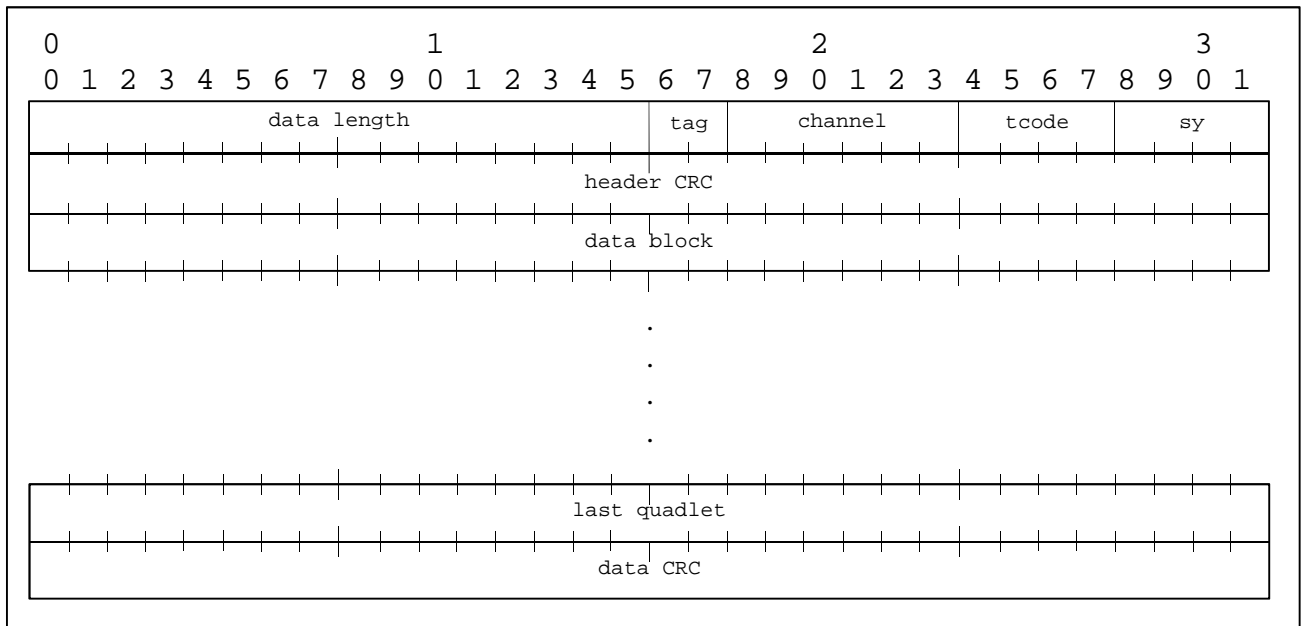 0 1 2 3
0 1 2 3 4 5 6 7 8 9 0 1 2 3 4 5 6 7 8 9 0 1 2 3 4 5 6 7 8 9 0 1
data length tag channel tcode sy
header CRC
data block
.
.
.
.
last quadlet
data CRC